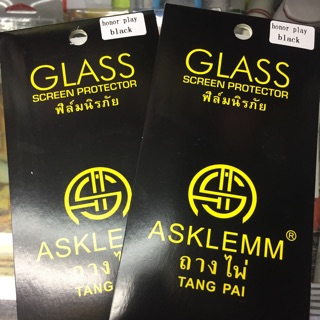 honor play
black
GLASS
SCREEN PROTECTOR
ฟิล์มนิรภัย
ASKLEMM
ถางไผ่
TANG PAI
honor play
black
GLASS
SCREEN PROTECTOR
ฟิล์มนิรภัย
ASKLEMM®
ถางไผ่
TANG PAI